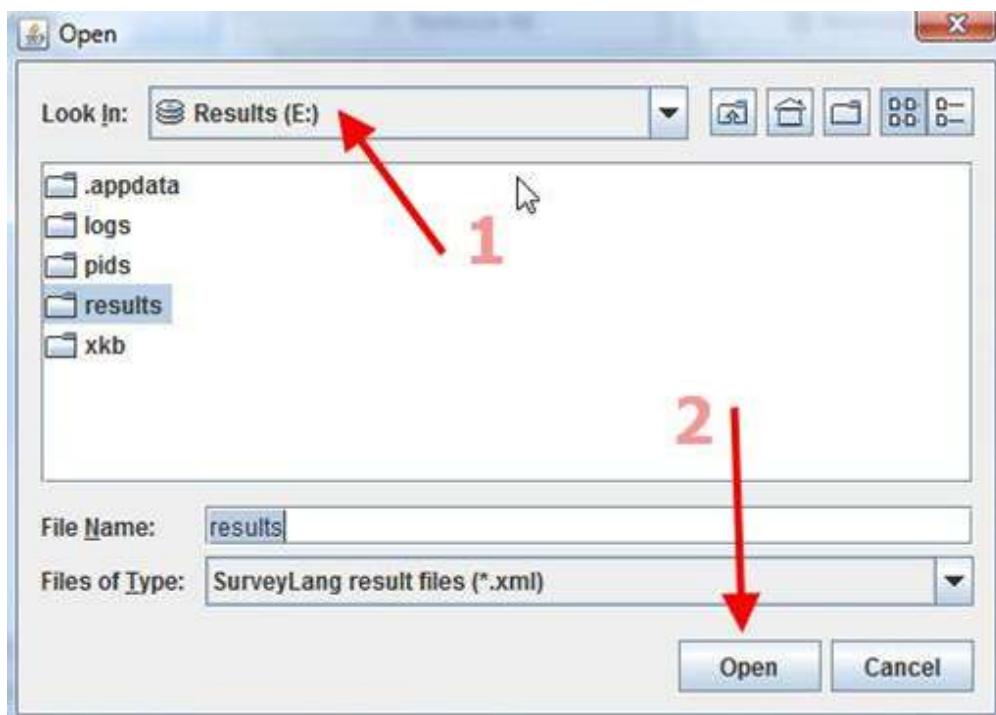 Open
Look In: Results (E:)
.appdata
logs
1
pids
results
xkb
2
File Name: results
Files of Type: SurveyLang result files (*.xml)
Open Cancel